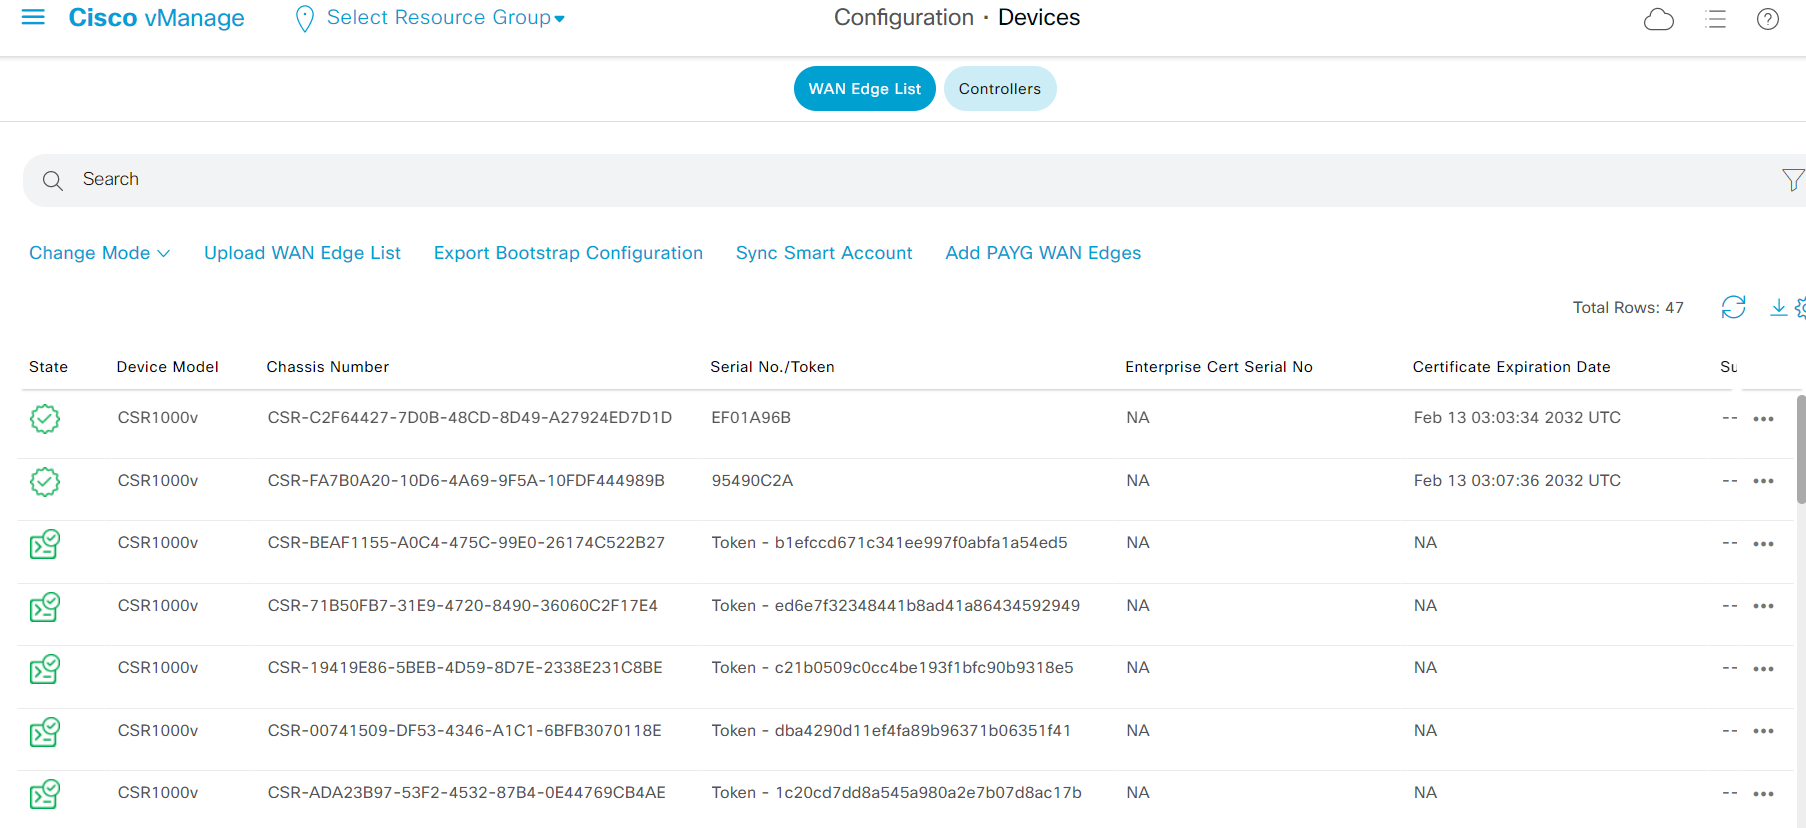 Cisco vManage Select Resource Group Configuration · Devices
WAN Edge List Controllers
Search
Change Mode Upload WAN Edge List Export Bootstrap Configuration Sync Smart Account Add PAYG WAN Edges
Total Rows: 47
State Device Model Chassis Number Serial No./Token Enterprise Cert Serial No Certificate Expiration Date Su
CSR1000v CSR-C2F64427-7D0B-48CD-8D49-A27924ED7D1D EF01A96B NA Feb 13 03:03:34 2032 UTC --
CSR1000v CSR-FA7B0A20-10D6-4A69-9F5A-10FDF444989B 95490C2A NA Feb 13 03:07:36 2032 UTC --
CSR1000v CSR-BEAF1155-A0C4-475C-99E0-26174C522B27 Token - b1efccd671c341ee997f0abfa1a54ed5 NA NA --
CSR1000v CSR-71B50FB7-31E9-4720-8490-36060C2F17E4 Token - ed6e7f32348441b8ad41a86434592949 NA NA --
CSR1000v CSR-19419E86-5BEB-4D59-8D7E-2338E231C8BE Token - c21b0509c0cc4be193f1bfc90b9318e5 NA NA --
CSR1000v CSR-00741509-DF53-4346-A1C1-6BFB3070118E Token - dba4290d11ef4fa89b96371b06351f41 NA NA --
CSR1000v CSR-ADA23B97-53F2-4532-87B4-0E44769CB4AE Token - 1c20cd7dd8a545a980a2e7b07d8ac17b NA NA --